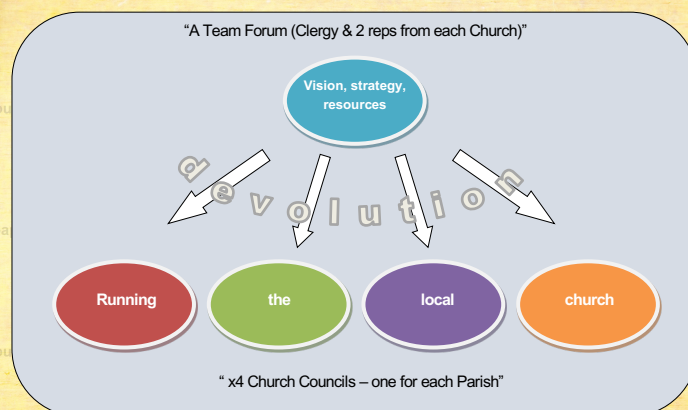 “A Team Forum (Clergy & 2 reps from each Church)”
Vision, strategy,
resources
devolution
Running the local church
“ x4 Church Councils – one for each Parish”